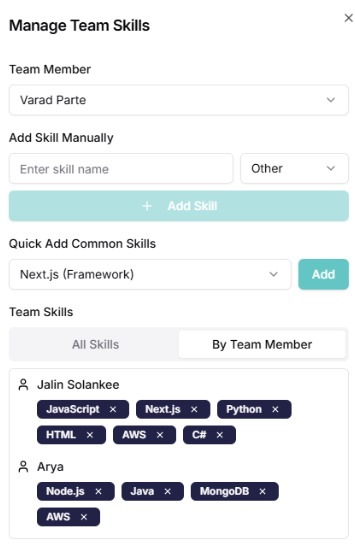 Manage Team Skills
Team Member
Varad Parte
Add Skill Manually
Enter skill name
Other
+ Add Skill
Quick Add Common Skills
Next.js (Framework)
Add
Team Skills
All Skills
By Team Member
Jalin Solankee
JavaScript × Next.js × Python ×
HTML × AWS × C# ×
Arya
Node.js × Java × MongoDB ×
AWS ×